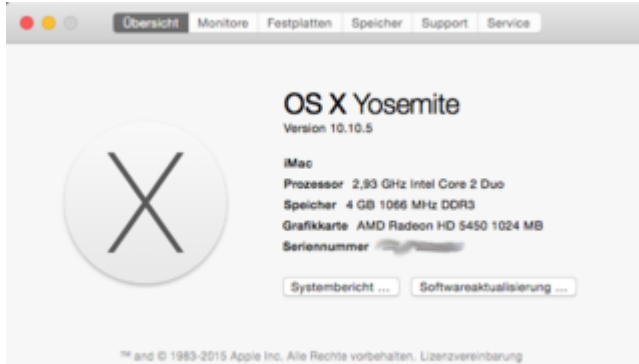 Übersicht Monitore Festplatten Speicher Support Service
OS X Yosemite
Version 10.10.5
iMac
Prozessor 2,93 GHz Intel Core 2 Duo
Speicher 4 GB 1066 MHz DDR3
Grafikkarte AMD Radeon HD 5450 1024 MB
Seriennummer
Systembericht ... Softwareaktualisierung ...
™ and © 1983-2015 Apple Inc. Alle Rechte vorbehalten. Lizenzvereinbarung